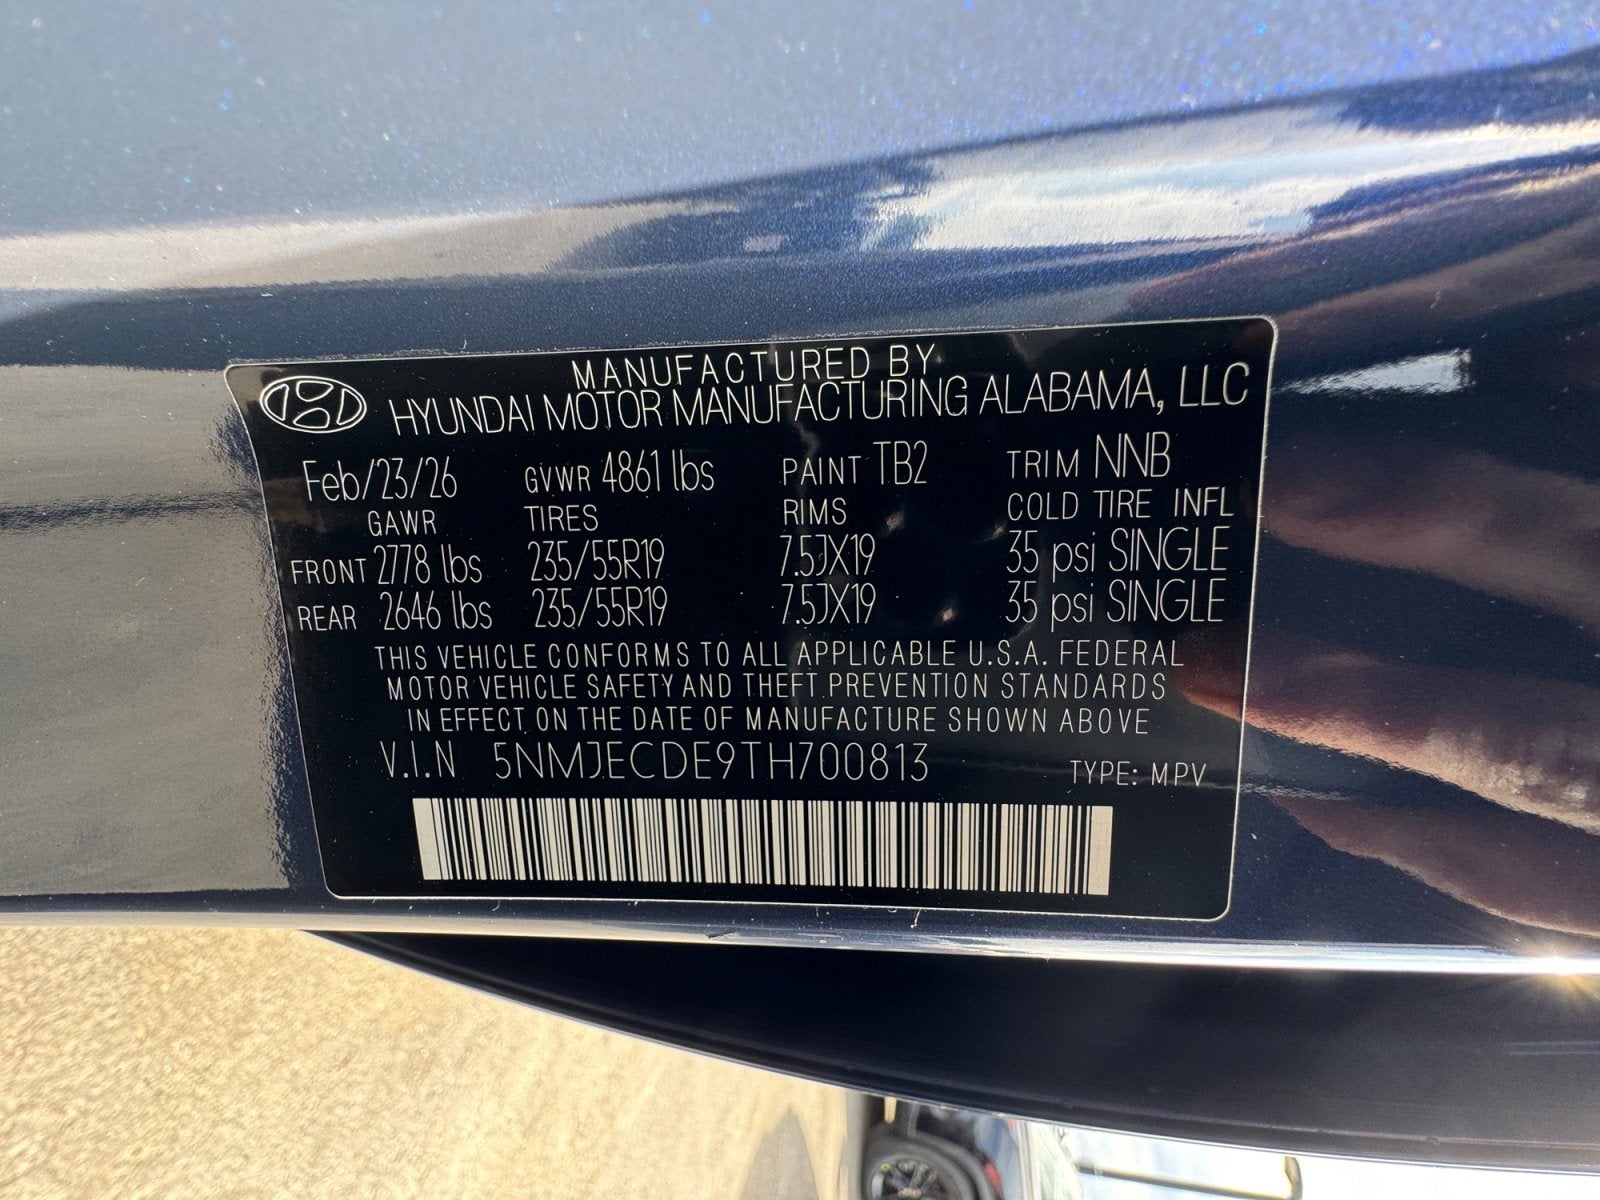 MANUFACTURED BY
HYUNDAI MOTOR MANUFACTURING ALABAMA, LLC
Feb/23/26 GVWR 4861 lbs PAINT TB2 TRIM NNB
GAWR TIRES RIMS COLD TIRE INFL
FRONT 2778 lbs 235/55R19 7.5JX19 35 psi SINGLE
REAR 2646 lbs 235/55R19 7.5JX19 35 psi SINGLE
THIS VEHICLE CONFORMS TO ALL APPLICABLE U.S.A. FEDERAL
MOTOR VEHICLE SAFETY AND THEFT PREVENTION STANDARDS
IN EFFECT ON THE DATE OF MANUFACTURE SHOWN ABOVE
V.I.N 5NMJECDE9TH700813 TYPE: MPV